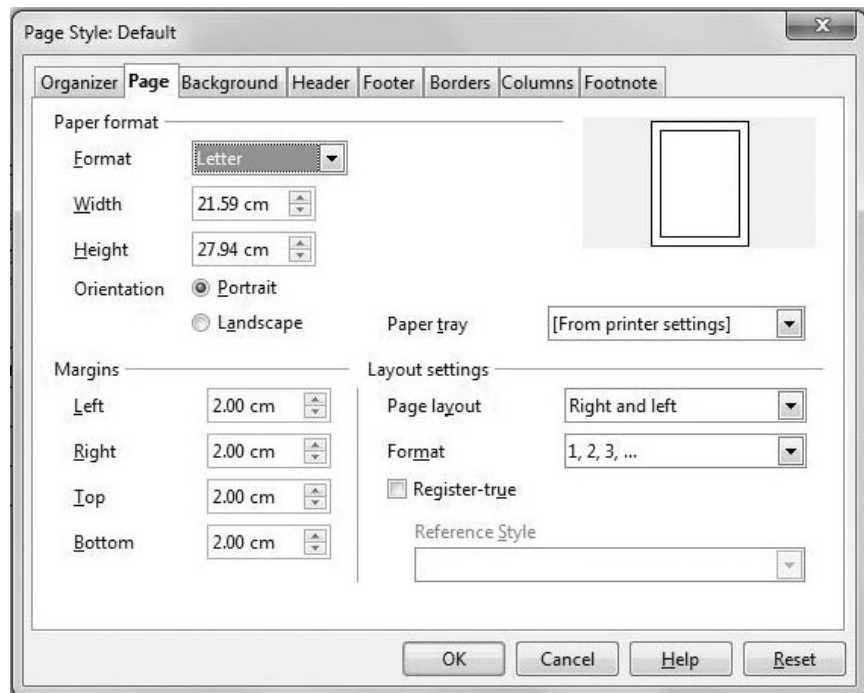 Page Style: Default
Organizer Page Background Header Footer Borders Columns Footnote
Paper format
Format Letter
Width 21.59 cm
Height 27.94 cm
Orientation Portrait
Landscape Paper tray [From printer settings]
Margins Layout settings
Left 2.00 cm Page layout Right and left
Right 2.00 cm Format 1, 2, 3, ...
Top 2.00 cm Register-true
Bottom 2.00 cm Reference Style
OK Cancel Help Reset